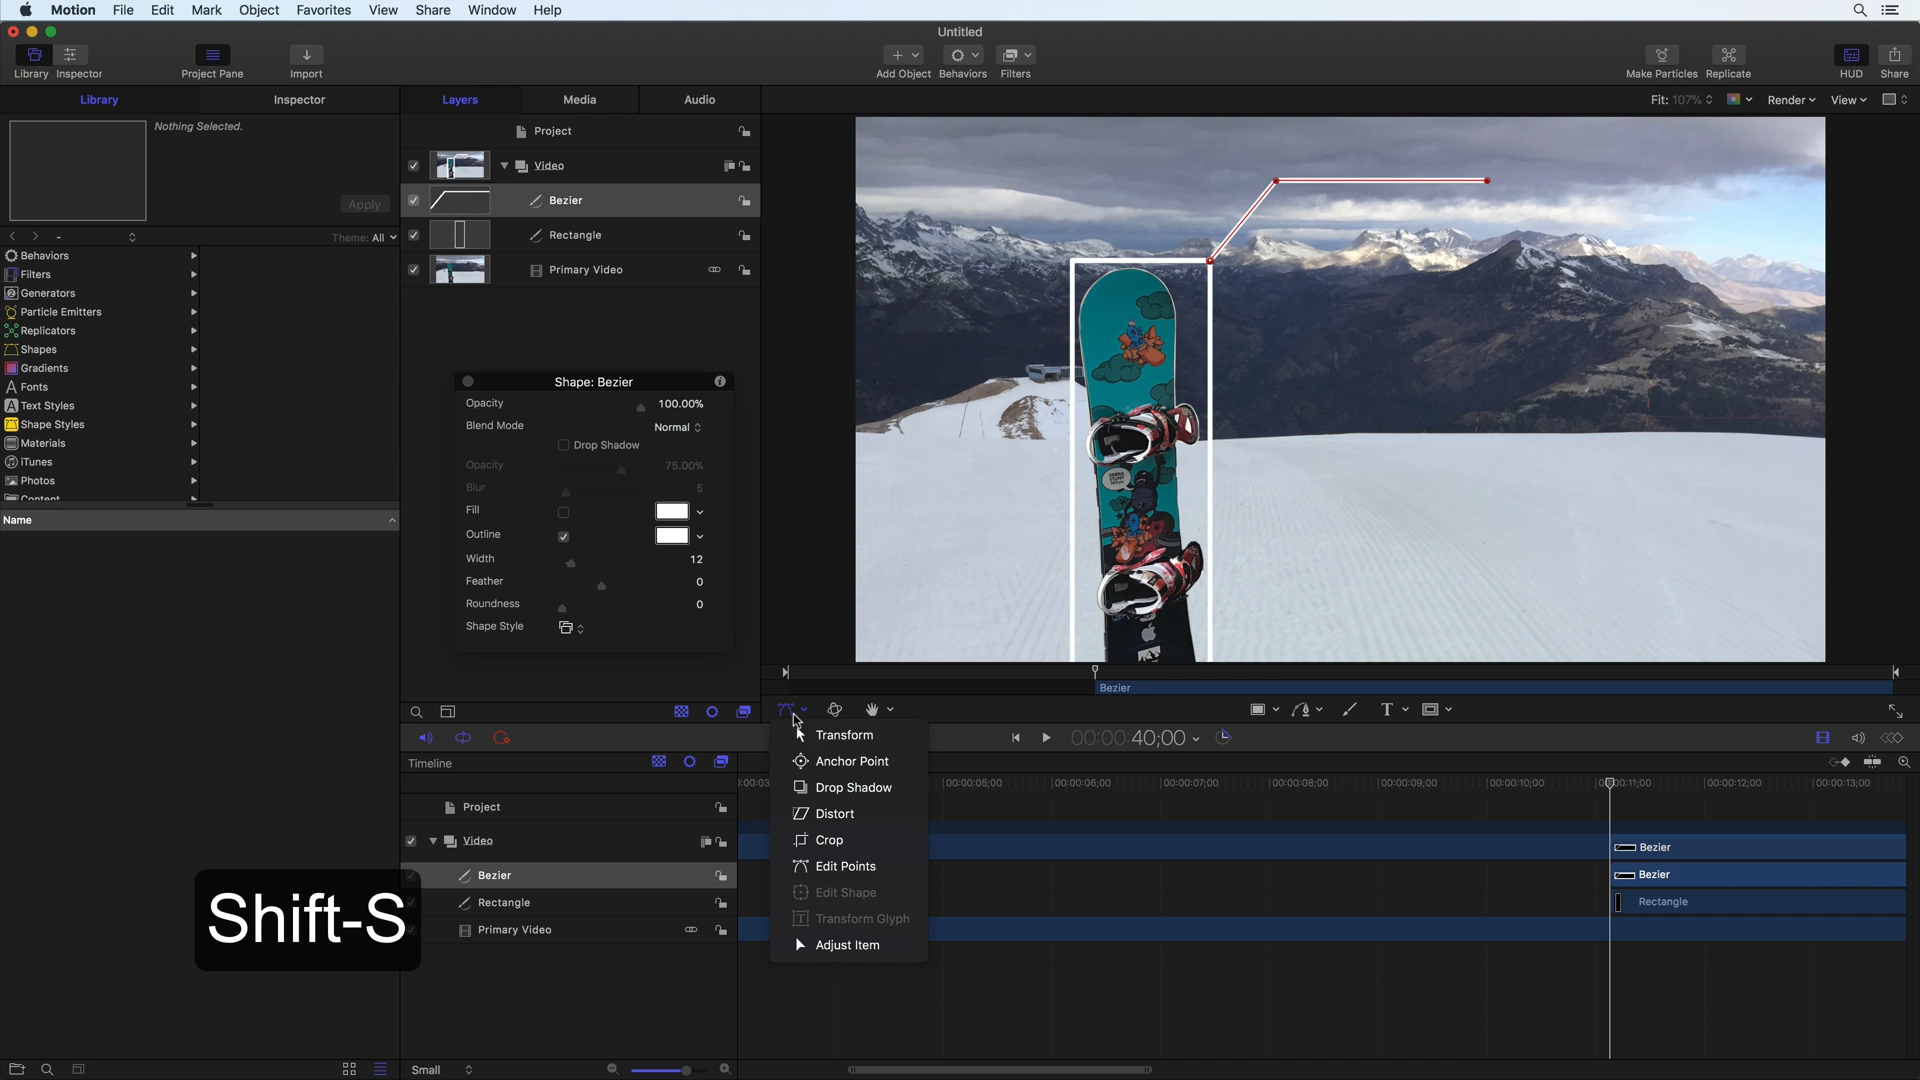 Motion File Edit Mark Object Favorites View Share Window Help
Untitled
Library Inspector Project Pane Import Add Object Behaviors Filters Make Particles Replicate HUD Share
Library Inspector Layers Media Audio Fit: 107% Render View
Nothing Selected.
Apply
Theme: All
Behaviors
Filters
Generators
Particle Emitters
Replicators
Shapes
Gradients
Fonts
Text Styles
Shape Styles
Materials
iTunes
Photos
Content
Name
Project
Video
Bezier
Rectangle
Primary Video
Shape: Bezier
Opacity 100.00%
Blend Mode Normal
Drop Shadow
Opacity 75.00%
Blur 5
Fill
Outline
Width 12
Feather 0
Roundness 0
Shape Style
Bezier
00:00:40;00
Transform
Anchor Point
Drop Shadow
Distort
Crop
Edit Points
Edit Shape
Transform Glyph
Adjust Item
Timeline
00:00:05;00 00:00:06;00 00:00:07;00 00:00:08;00 00:00:09;00 00:00:10;00 00:00:12;00 00:00:13;00
Project
Video Bezier
Bezier Bezier
Rectangle Rectangle
Primary Video
Shift-S
Small